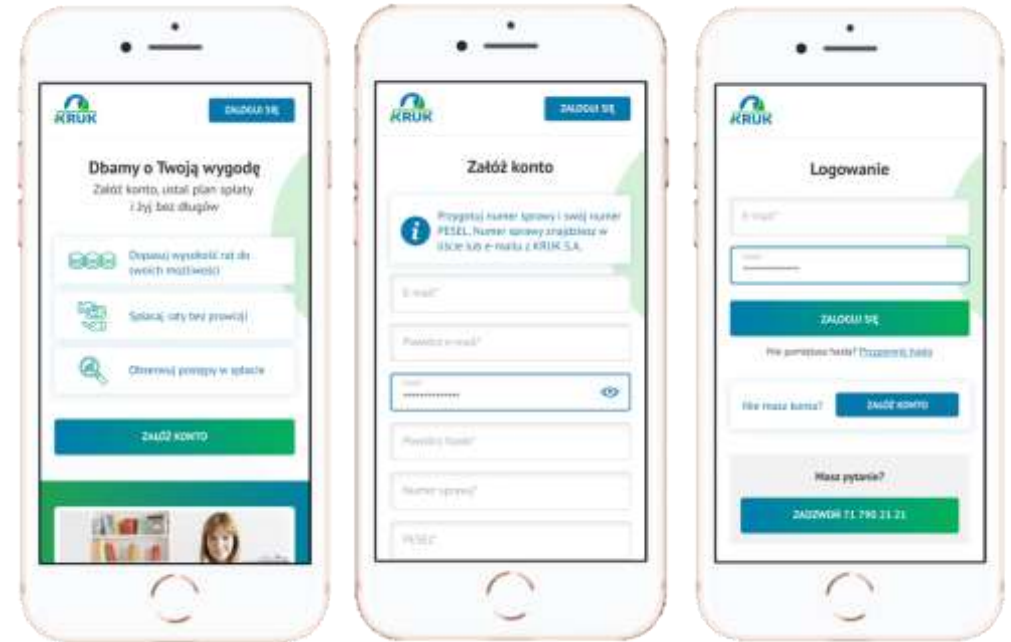 KRUK
ZALOGUJ SIĘ
Dbamy o Twoją wygodę
Załóż konto, ustal plan spłaty
i żyj bez długów
Dopasuj wysokość rat do
swoich możliwości
Spłacaj raty bez prowizji
Obserwuj postępy w spłacie
ZAŁÓŻ KONTO
KRUK
ZALOGUJ SIĘ
Załóż konto
Przygotuj numer sprawy i swój numer
PESEL. Numer sprawy znajdziesz w
liście lub e-mailu z KRUK S.A.
E-mail*
Powtórz e-mail*
Hasło*
Powtórz hasło*
Numer sprawy*
PESEL*
KRUK
Logowanie
E-mail*
Hasło*
ZALOGUJ SIĘ
Nie pamiętasz hasła? Przypomnij hasło
Nie masz konta?
ZAŁÓŻ KONTO
Masz pytanie?
ZADZWOŃ 71 790 21 21